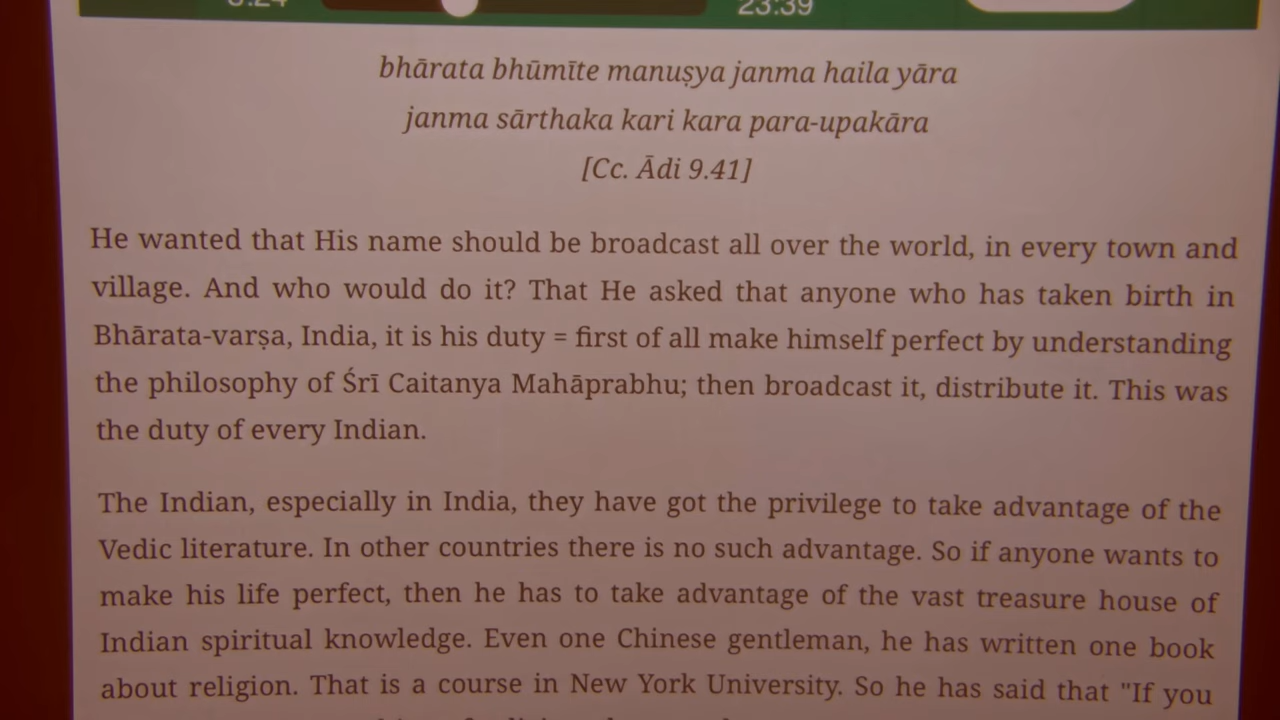 23:39
bhārata bhūmīte manuṣya janma haila yāra
janma sārthaka kari kara para-upakāra
[Cc. Ādi 9.41]
He wanted that His name should be broadcast all over the world, in every town and
village. And who would do it? That He asked that anyone who has taken birth in
Bhārata-varṣa, India, it is his duty = first of all make himself perfect by understanding
the philosophy of Śrī Caitanya Mahāprabhu; then broadcast it, distribute it. This was
the duty of every Indian.
The Indian, especially in India, they have got the privilege to take advantage of the
Vedic literature. In other countries there is no such advantage. So if anyone wants to
make his life perfect, then he has to take advantage of the vast treasure house of
Indian spiritual knowledge. Even one Chinese gentleman, he has written one book
about religion. That is a course in New York University. So he has said that "If you